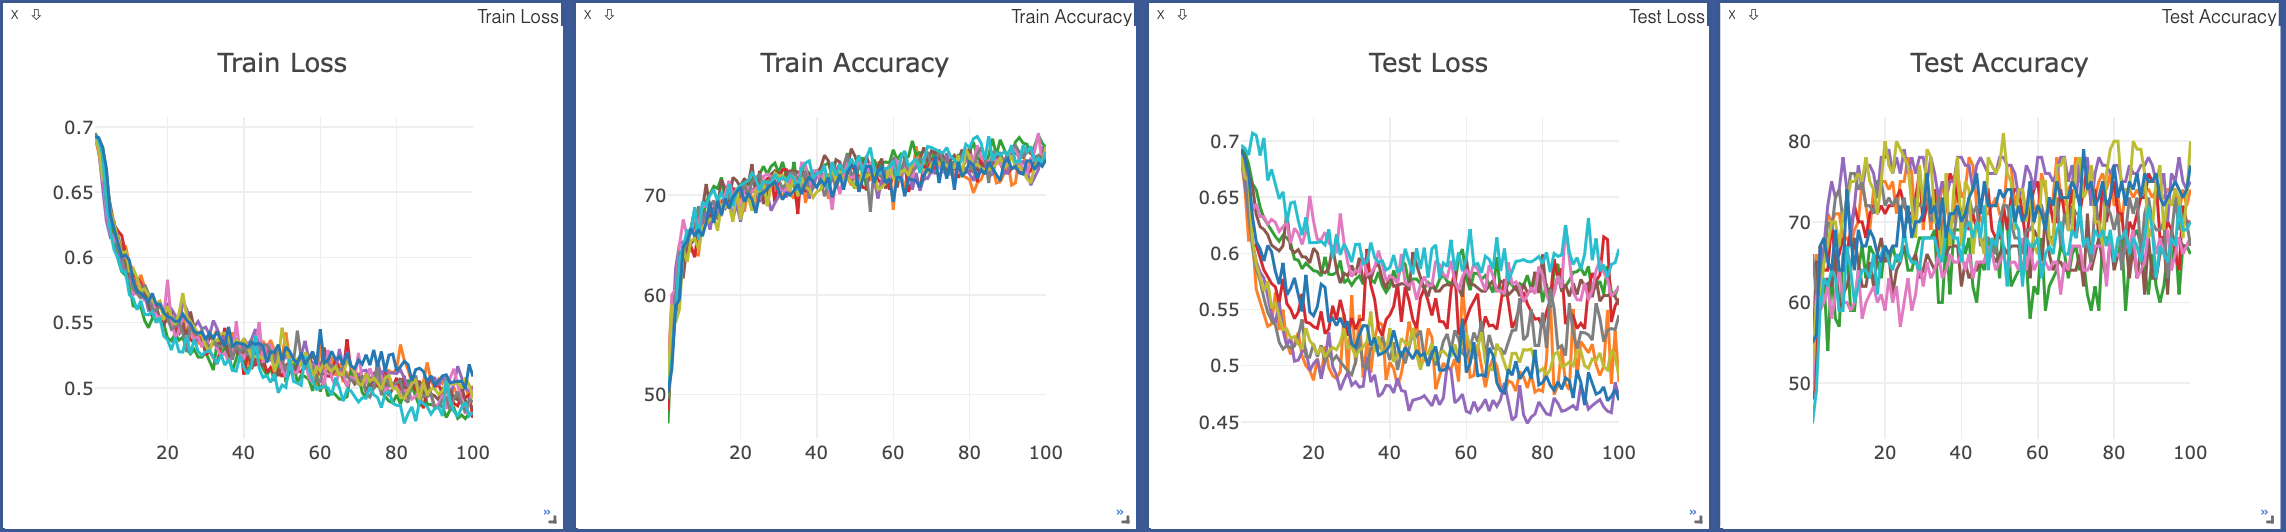 X ⇩ Train Loss
Train Loss
0.7
0.65
0.6
0.55
0.5
20 40 60 80 100
»
X ⇩ Train Accuracy
Train Accuracy
70
60
50
20 40 60 80 100
»
X ⇩ Test Loss
Test Loss
0.7
0.65
0.6
0.55
0.5
0.45
20 40 60 80 100
»
X ⇩ Test Accuracy
Test Accuracy
80
70
60
50
20 40 60 80 100
»